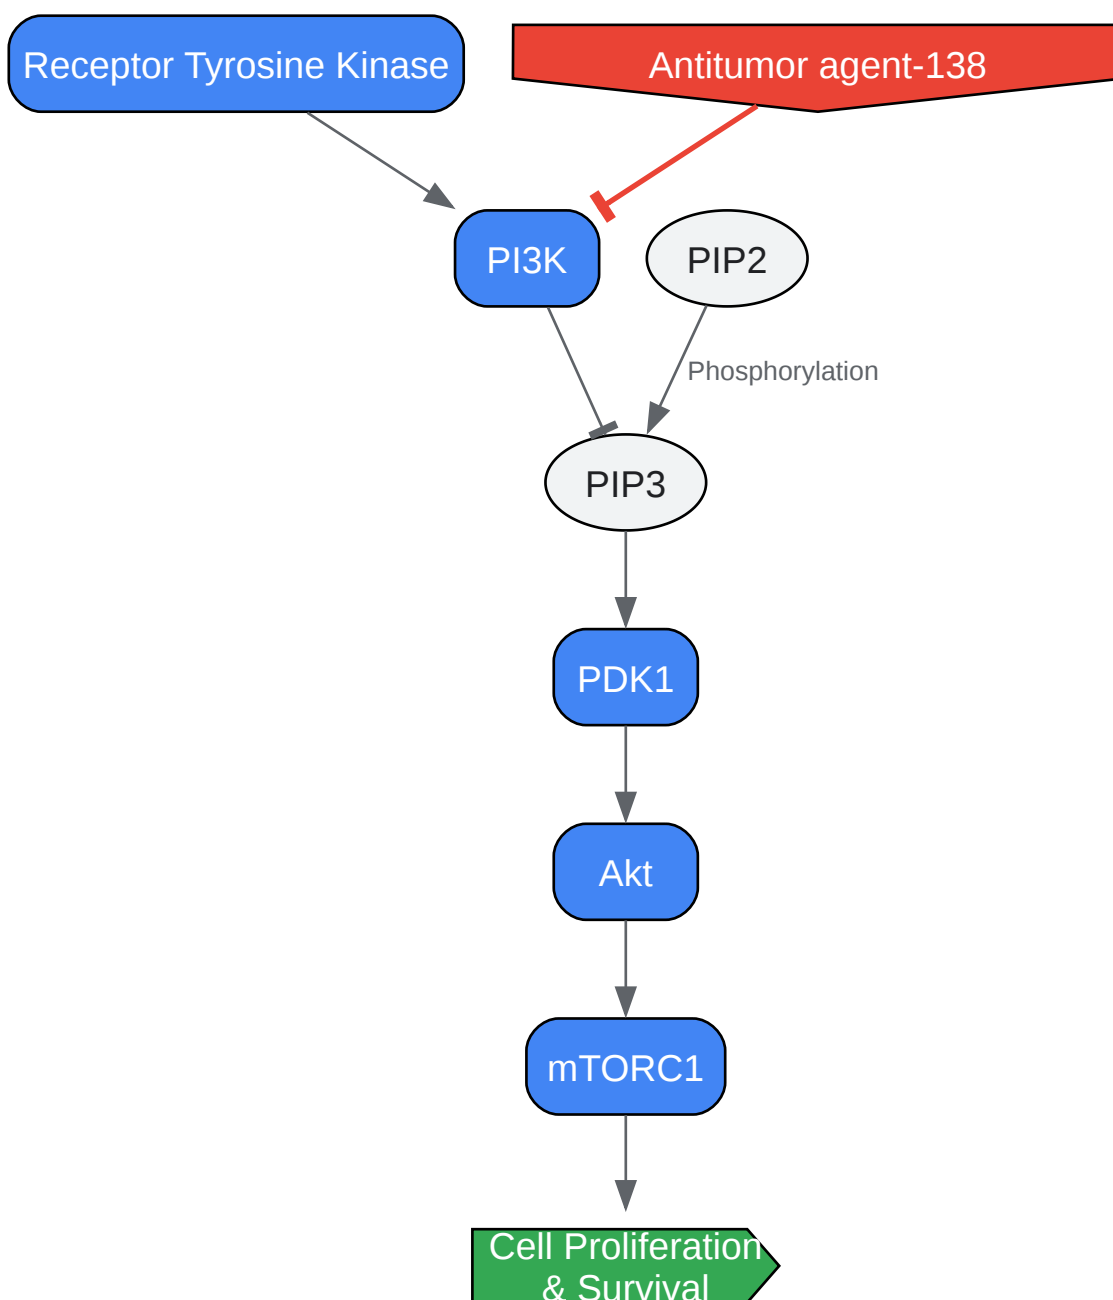 Receptor Tyrosine Kinase
Antitumor agent-138
PI3K
PIP2
Phosphorylation
PIP3
PDK1
Akt
mTORC1
Cell Proliferation
& Survival